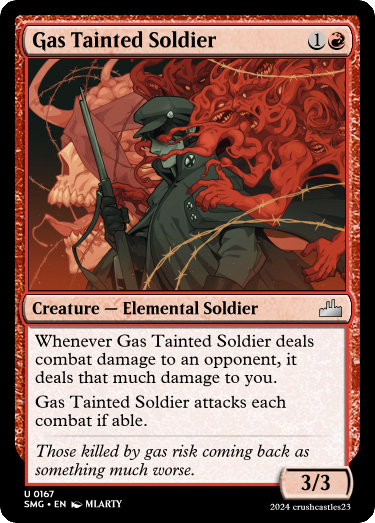 Gas Tainted Soldier 1
Creature — Elemental Soldier
Whenever Gas Tainted Soldier deals
combat damage to an opponent, it
deals that much damage to you.
Gas Tainted Soldier attacks each
combat if able.
Those killed by gas risk coming back as
something much worse.
3/3
U 0167
SMG • EN MLARTY
2024 crushcastles23